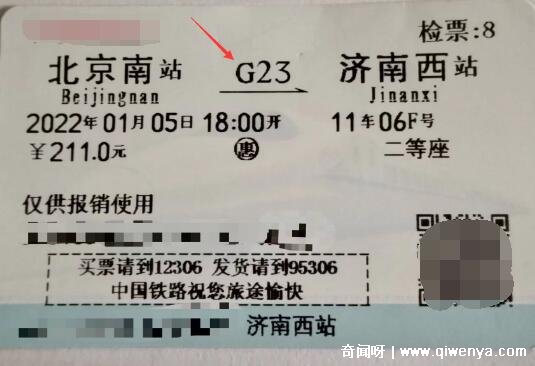 检票:8
北京南站 G23 济南西站
Beijingnan Jinanxi
2022年01月05日18:00开 11车06F号
￥211.0元 惠 二等座
仅供报销使用
买票请到12306 发货请到95306
中国铁路祝您旅途愉快
济南西站
奇闻呀 | www.qiwenya.com